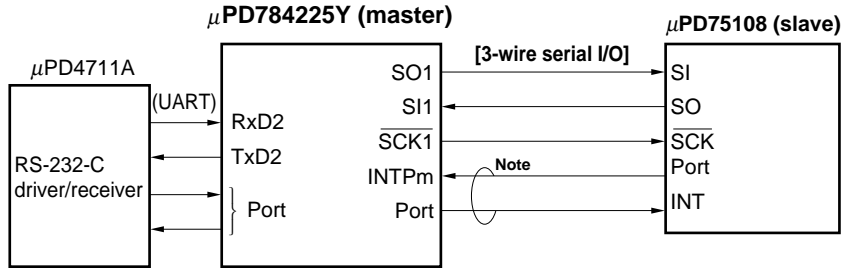 μPD784225Y (master)
μPD75108 (slave)
μPD4711A
[3-wire serial I/O]
(UART)
RS-232-C
driver/receiver
RxD2
TxD2
Port
SO1
SI1
SCK1
INTPm
Port
Note
SI
SO
SCK
Port
INT